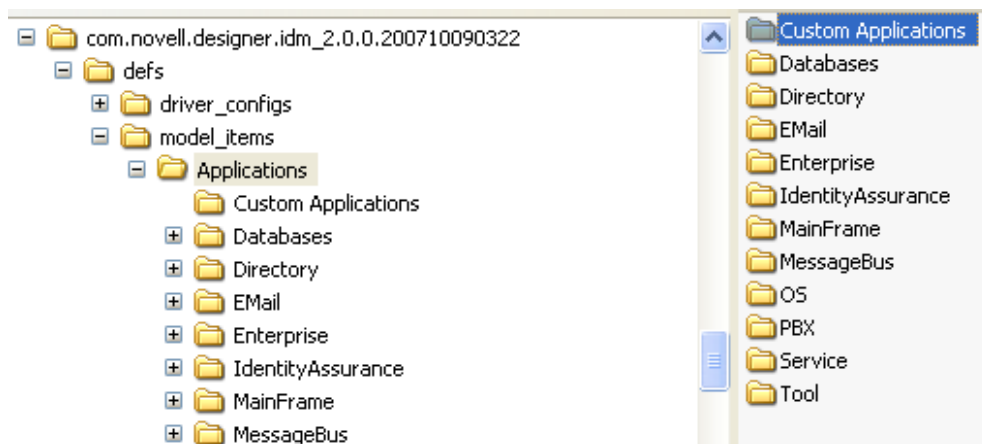 com.novell.designer.idm_2.0.0.200710090322
defs
driver_configs
model_items
Applications
Custom Applications
Databases
Directory
EMail
Enterprise
IdentityAssurance
MainFrame
MessageBus
Custom Applications
Databases
Directory
EMail
Enterprise
IdentityAssurance
MainFrame
MessageBus
OS
PBX
Service
Tool